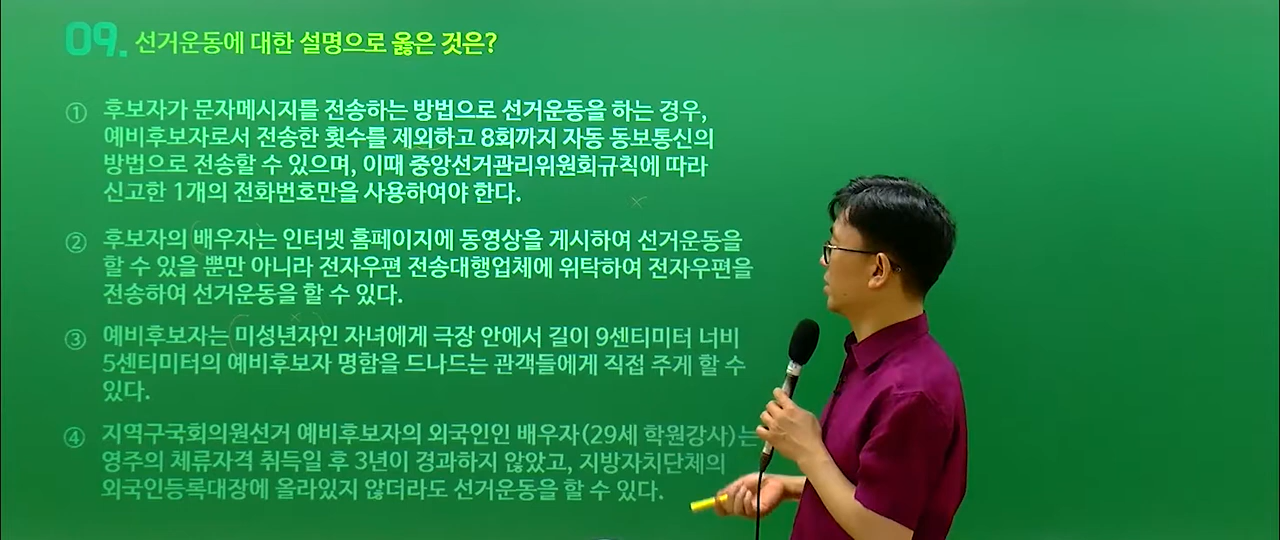 09. 선거운동에 대한 설명으로 옳은 것은?
① 후보자가 문자메시지를 전송하는 방법으로 선거운동을 하는 경우,
예비후보자로서 전송한 횟수를 제외하고 8회까지 자동 동보통신의
방법으로 전송할 수 있으며, 이때 중앙선거관리위원회규칙에 따라
신고한 1개의 전화번호만을 사용하여야 한다.
② 후보자의 배우자는 인터넷 홈페이지에 동영상을 게시하여 선거운동을
할 수 있을 뿐만 아니라 전자우편 전송대행업체에 위탁하여 전자우편을
전송하여 선거운동을 할 수 있다.
③ 예비후보자는 미성년자인 자녀에게 극장 안에서 길이 9센티미터 너비
5센티미터의 예비후보자 명함을 드나드는 관객들에게 직접 주게 할 수
있다.
④ 지역구국회의원선거 예비후보자의 외국인인 배우자(29세 학원강사)는
영주의 체류자격 취득일 후 3년이 경과하지 않았고, 지방자치단체의
외국인등록대장에 올라있지 않더라도 선거운동을 할 수 있다.